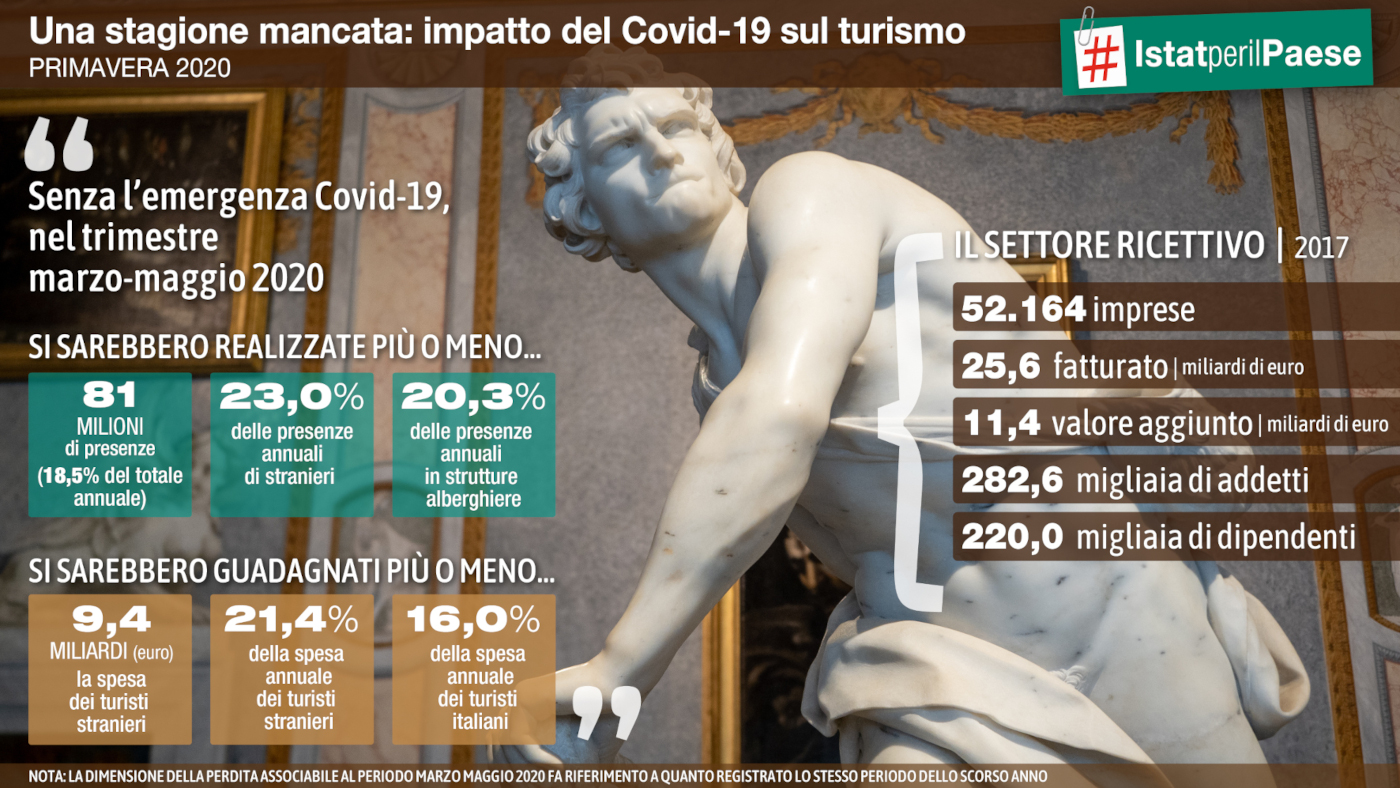 Una stagione mancata: impatto del Covid-19 sul turismo
PRIMAVERA 2020
# IstatperilPaese
“
Senza l’emergenza Covid-19,
nel trimestre
marzo-maggio 2020
SI SAREBBERO REALIZZATE PIÙ O MENO...
81
MILIONI
di presenze
(18,5% del totale
annuale)
23,0%
delle presenze
annuali
di stranieri
20,3%
delle presenze
annuali
in strutture
alberghiere
SI SAREBBERO GUADAGNATI PIÙ O MENO...
9,4
MILIARDI (euro)
la spesa
dei turisti
stranieri
21,4%
della spesa
annuale
dei turisti
stranieri
16,0%
della spesa
annuale
dei turisti
italiani
”
IL SETTORE RICETTIVO | 2017
52.164 imprese
25,6 fatturato | miliardi di euro
11,4 valore aggiunto | miliardi di euro
282,6 migliaia di addetti
220,0 migliaia di dipendenti
NOTA: LA DIMENSIONE DELLA PERDITA ASSOCIABILE AL PERIODO MARZO MAGGIO 2020 FA RIFERIMENTO A QUANTO REGISTRATO LO STESSO PERIODO DELLO SCORSO ANNO